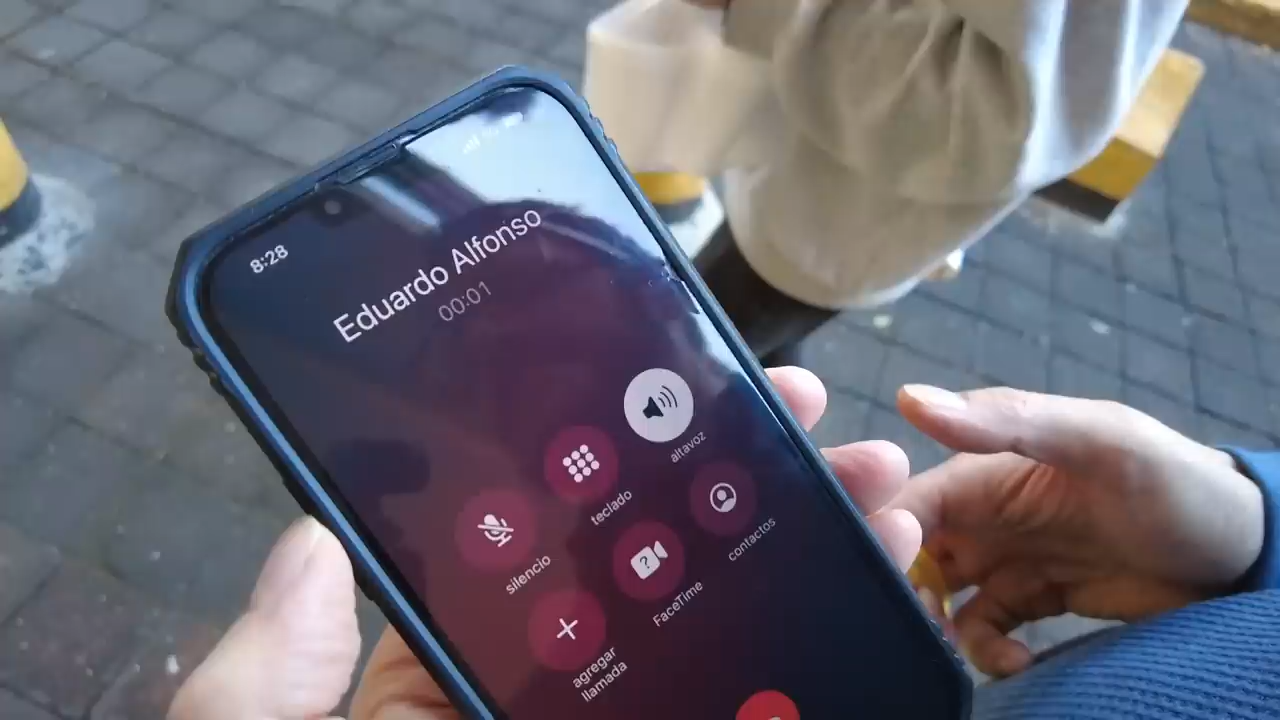 8:28
Eduardo Alfonso
00:01
silencio
teclado
altavoz
agregar
llamada
FaceTime
contactos